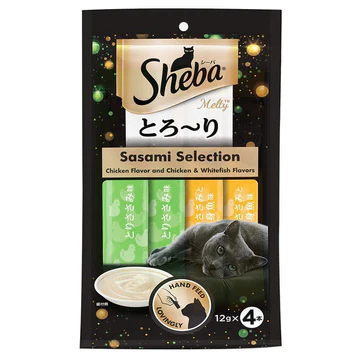 シーバ
Sheba
Melty™
とろ〜り
Sasami Selection
Chicken Flavor and Chicken & Whitefish Flavors
HAND FEED
LOVINGLY
12g×4本